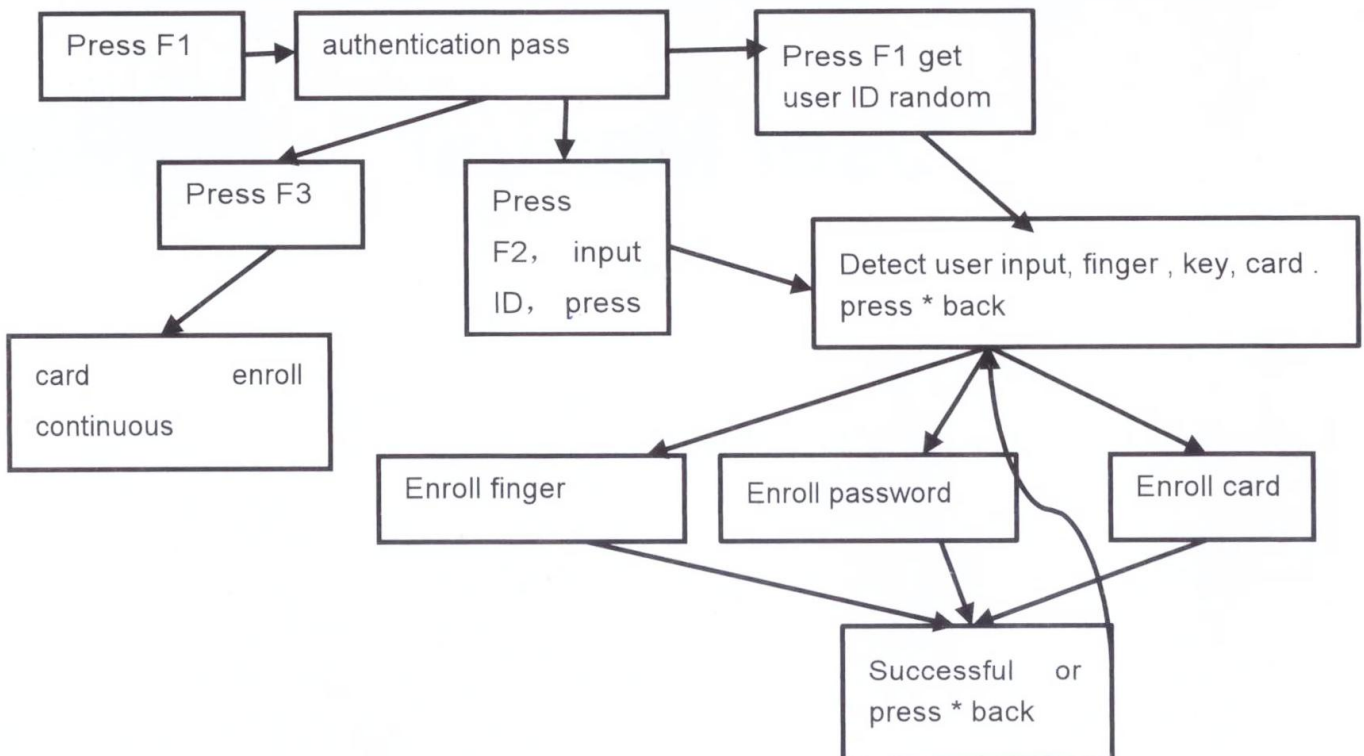 Press F1
authentication pass
Press F1 get
user ID random
Press F3
Press
F2， input
ID， press
Detect user input, finger , key, card .
press * back
card enroll
continuous
Enroll finger
Enroll password
Enroll card
Successful or
press * back